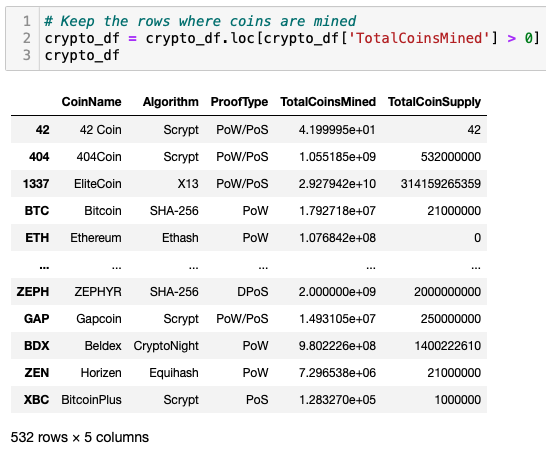 1 # Keep the rows where coins are mined
2 crypto_df = crypto_df.loc[crypto_df['TotalCoinsMined'] > 0]
3 crypto_df
CoinName Algorithm ProofType TotalCoinsMined TotalCoinSupply
42 42 Coin Scrypt PoW/PoS 4.199995e+01 42
404 404Coin Scrypt PoW/PoS 1.055185e+09 532000000
1337 EliteCoin X13 PoW/PoS 2.927942e+10 314159265359
BTC Bitcoin SHA-256 PoW 1.792718e+07 21000000
ETH Ethereum Ethash PoW 1.076842e+08 0
... ... ... ... ... ...
ZEPH ZEPHYR SHA-256 DPoS 2.000000e+09 2000000000
GAP Gapcoin Scrypt PoW/PoS 1.493105e+07 250000000
BDX Beldex CryptoNight PoW 9.802226e+08 1400222610
ZEN Horizen Equihash PoW 7.296538e+06 21000000
XBC BitcoinPlus Scrypt PoS 1.283270e+05 1000000
532 rows × 5 columns